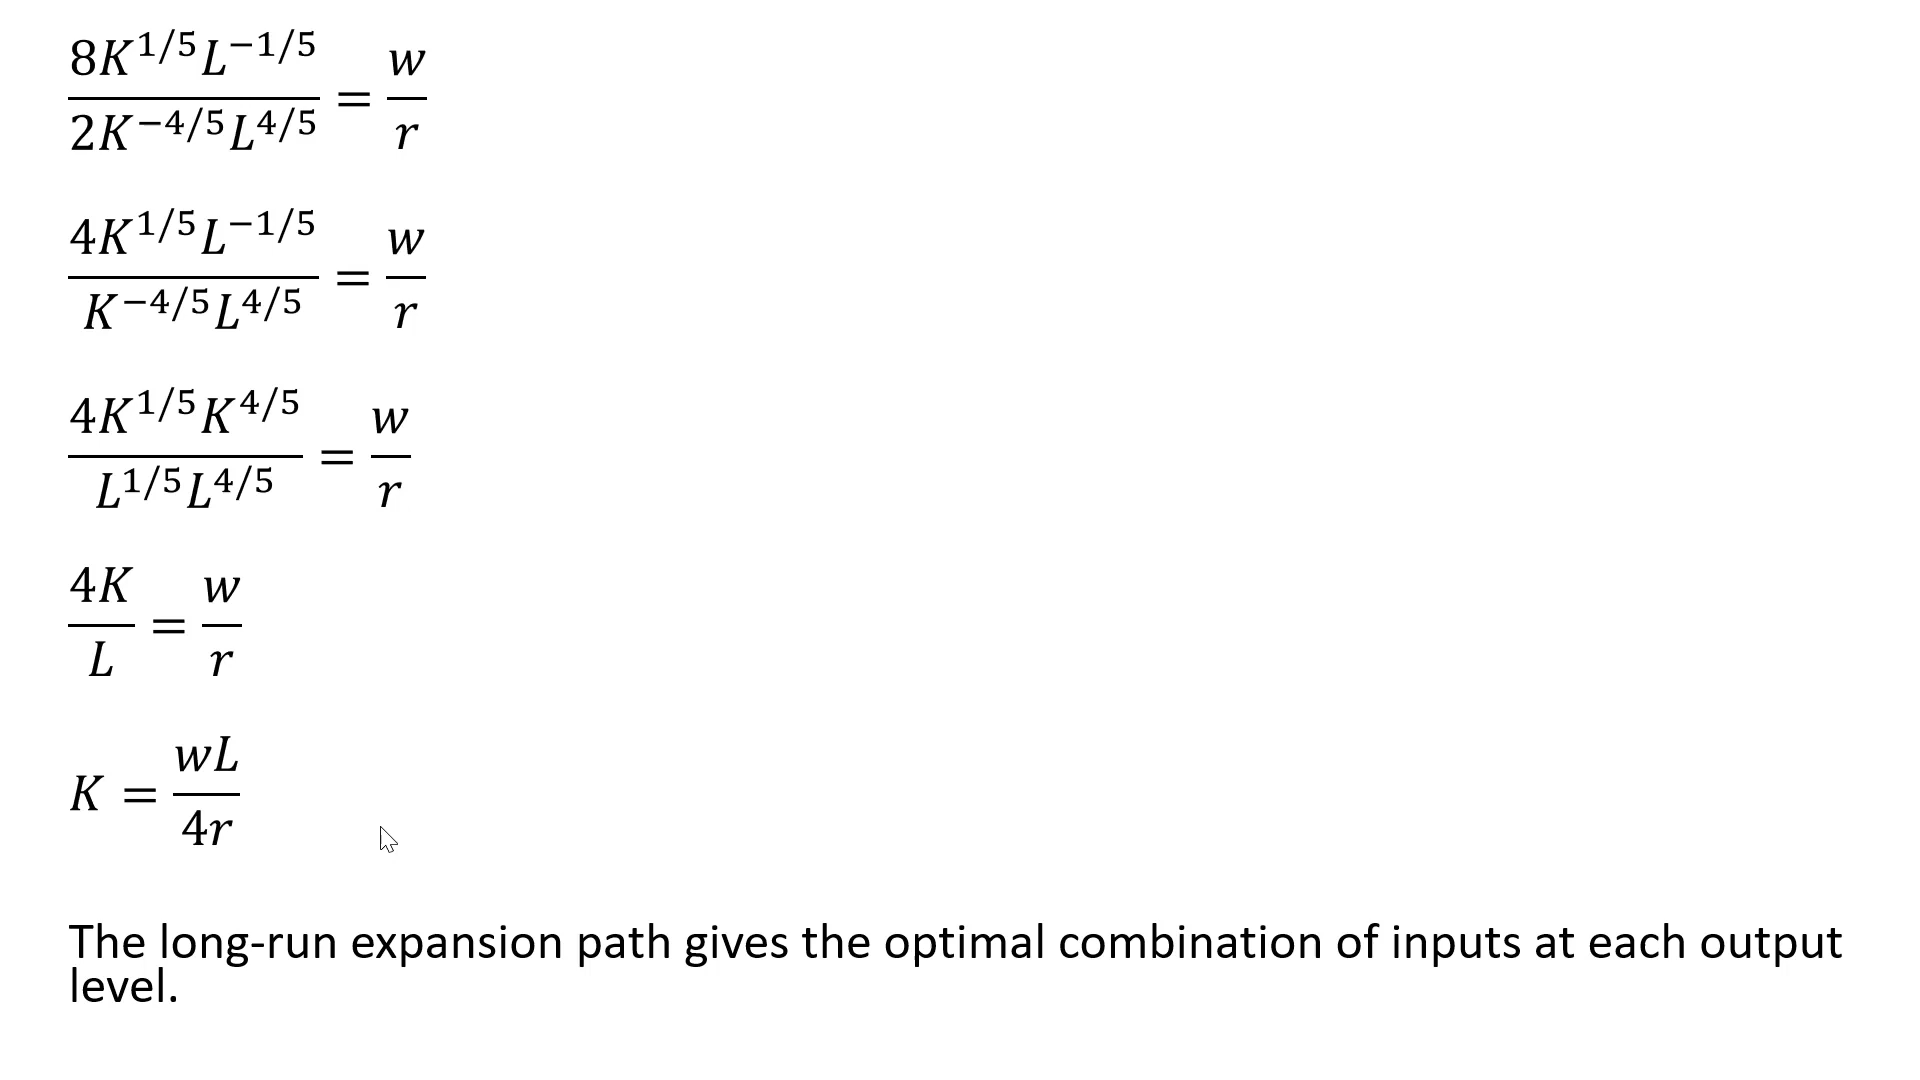 8K^{1/5}L^{−1/5} / 2K^{−4/5}L^{4/5} = w / r
4K^{1/5}L^{−1/5} / K^{−4/5}L^{4/5} = w / r
4K^{1/5}K^{4/5} / L^{1/5}L^{4/5} = w / r
4K / L = w / r
K = wL / 4r
The long-run expansion path gives the optimal combination of inputs at each output
level.